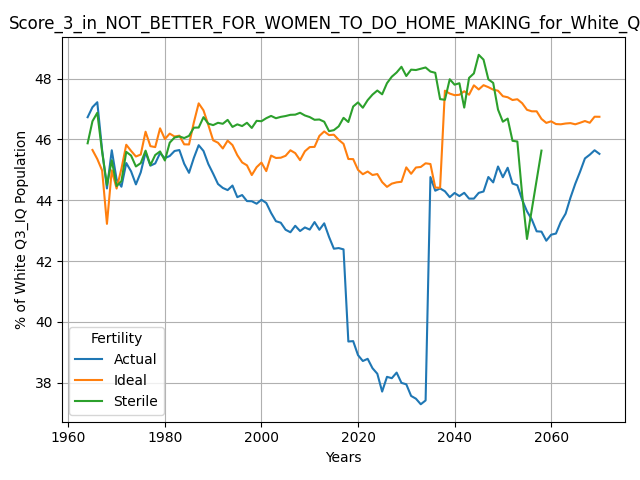 Score_3_in_NOT_BETTER_FOR_WOMEN_TO_DO_HOME_MAKING_for_White_Q
% of White Q3_IQ Population
48
46
44
42
40
38
Fertility
Actual
Ideal
Sterile
1960 1980 2000 2020 2040 2060
Years